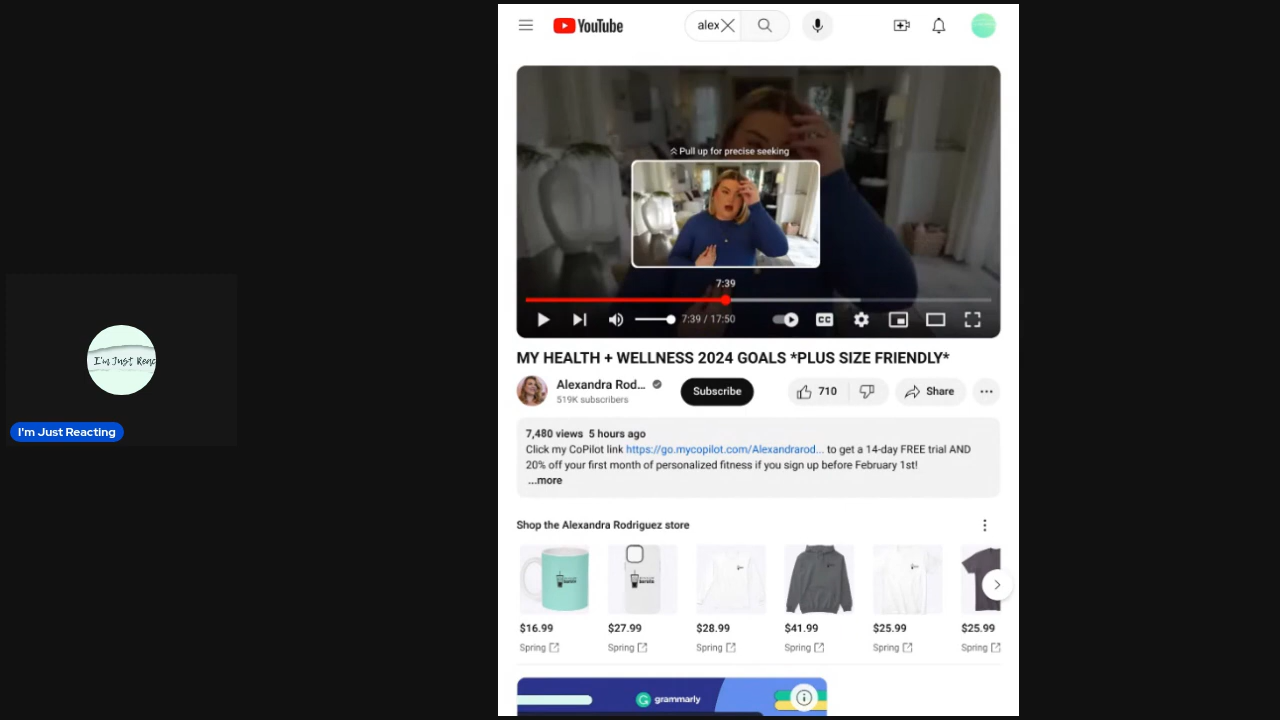 YouTube
alex
Pull up for precise seeking
7:39
7:39 / 17:50
CC
MY HEALTH + WELLNESS 2024 GOALS *PLUS SIZE FRIENDLY*
Alexandra Rod...
519K subscribers
Subscribe
710
Share
7,480 views 5 hours ago
Click my CoPilot link https://go.mycopilot.com/Alexandrarod... to get a 14-day FREE trial AND
20% off your first month of personalized fitness if you sign up before February 1st!
...more
Shop the Alexandra Rodriguez store
$16.99
$27.99
$28.99
$41.99
$25.99
$25.99
Spring
Spring
Spring
Spring
Spring
Spring
grammarly
I'm Just Reac
I'm Just Reacting